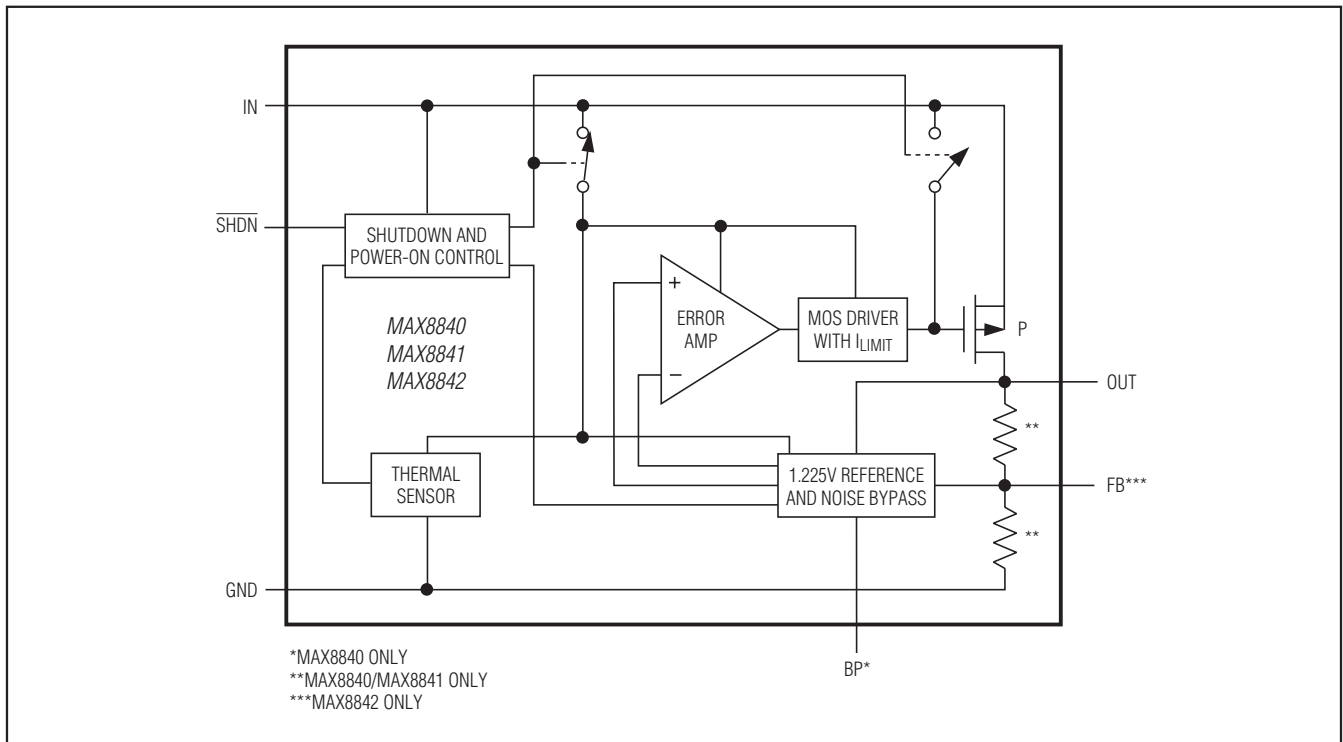 IN
SHDN
SHUTDOWN AND
POWER-ON CONTROL
MAX8840
MAX8841
MAX8842
+
ERROR
AMP
−
MOS DRIVER
WITH ILIMIT
P
OUT
**
THERMAL
SENSOR
1.225V REFERENCE
AND NOISE BYPASS
FB***
**
GND
BP*
*MAX8840 ONLY
**MAX8840/MAX8841 ONLY
***MAX8842 ONLY